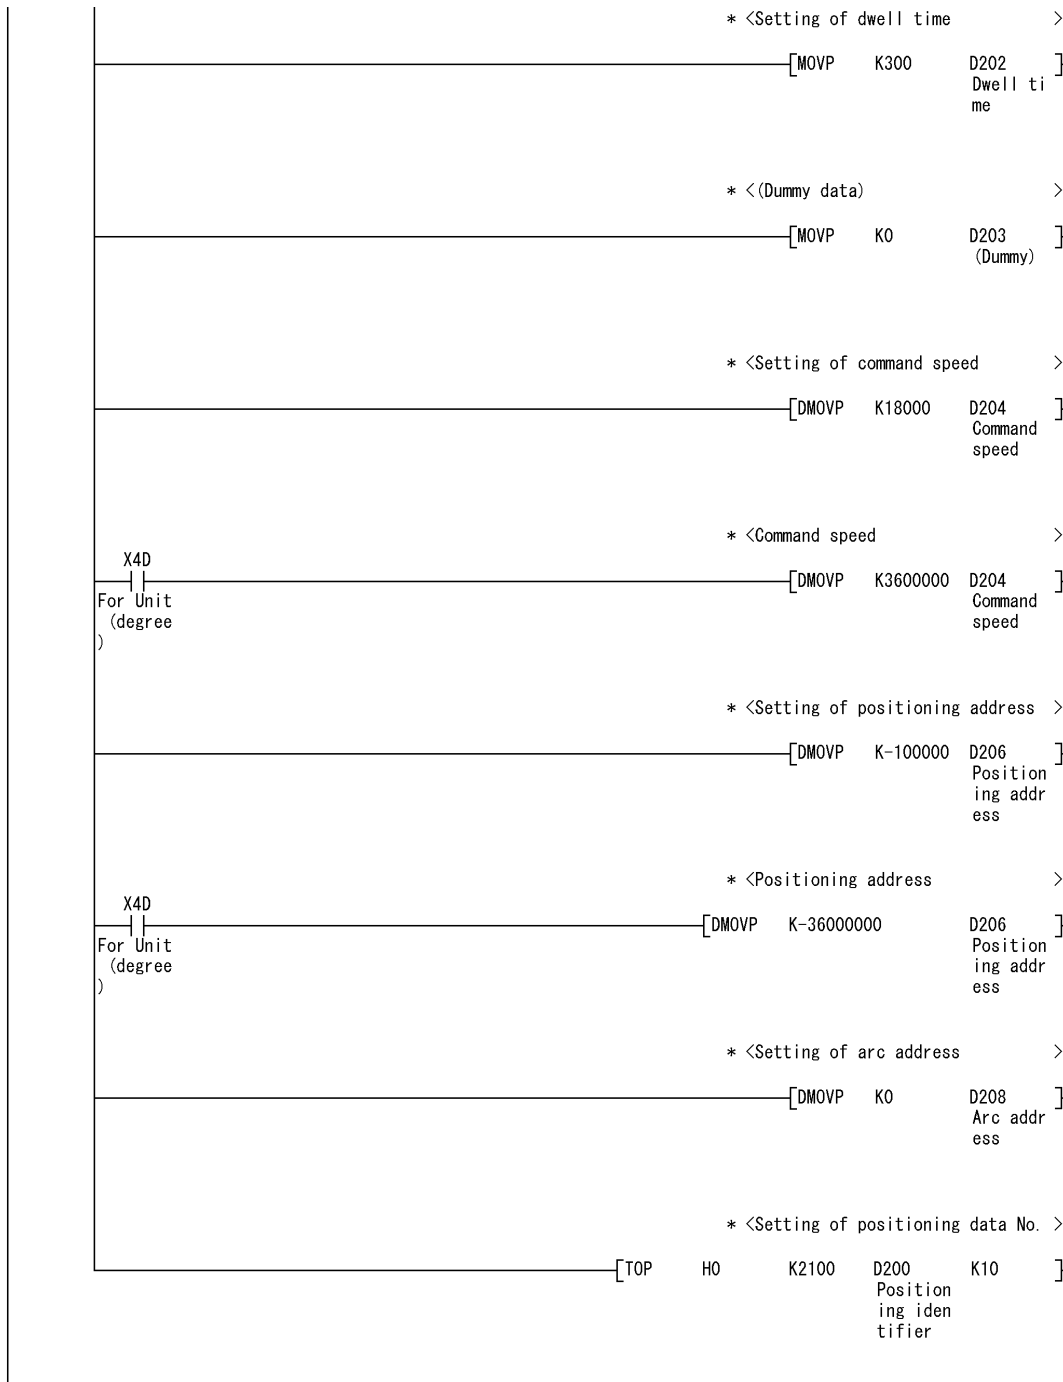 * <Setting of dwell time >
[MOVP K300 D202 ]
Dwell ti
me
* <(Dummy data) >
[MOVP K0 D203 ]
(Dummy)
* <Setting of command speed >
[DMOVP K18000 D204 ]
Command
speed
* <Command speed >
X4D
[DMOVP K3600000 D204 ]
For Unit
(degree
)
Command
speed
* <Setting of positioning address >
[DMOVP K-100000 D206 ]
Position
ing addr
ess
* <Positioning address >
X4D
[DMOVP K-36000000 D206 ]
For Unit
(degree
)
Position
ing addr
ess
* <Setting of arc address >
[DMOVP K0 D208 ]
Arc addr
ess
* <Setting of positioning data No. >
[TOP H0 K2100 D200 K10 ]
Position
ing iden
tifier